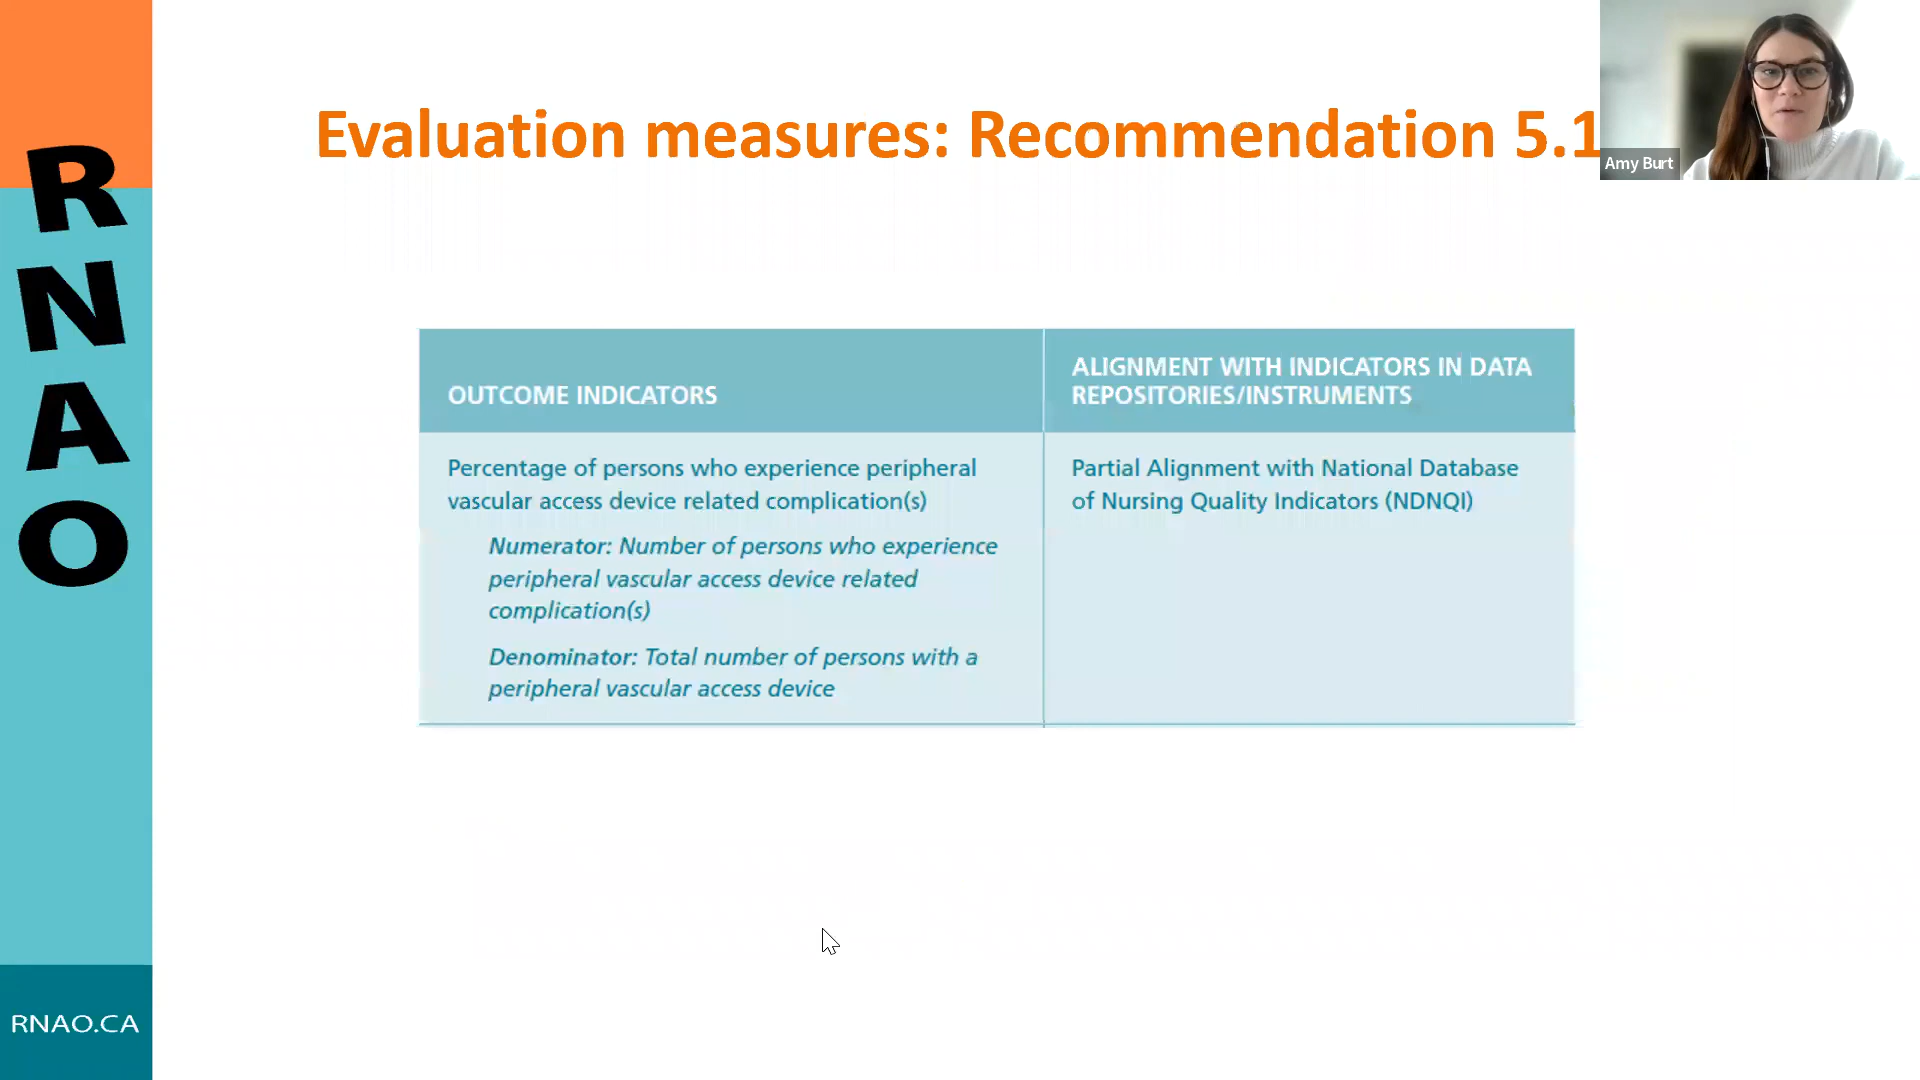 RNAO
Evaluation measures: Recommendation 5.1
Amy Burt
OUTCOME INDICATORS
ALIGNMENT WITH INDICATORS IN DATA
REPOSITORIES/INSTRUMENTS
Percentage of persons who experience peripheral
vascular access device related complication(s)
Numerator: Number of persons who experience
peripheral vascular access device related
complication(s)
Denominator: Total number of persons with a
peripheral vascular access device
Partial Alignment with National Database
of Nursing Quality Indicators (NDNQI)
RNAO.CA